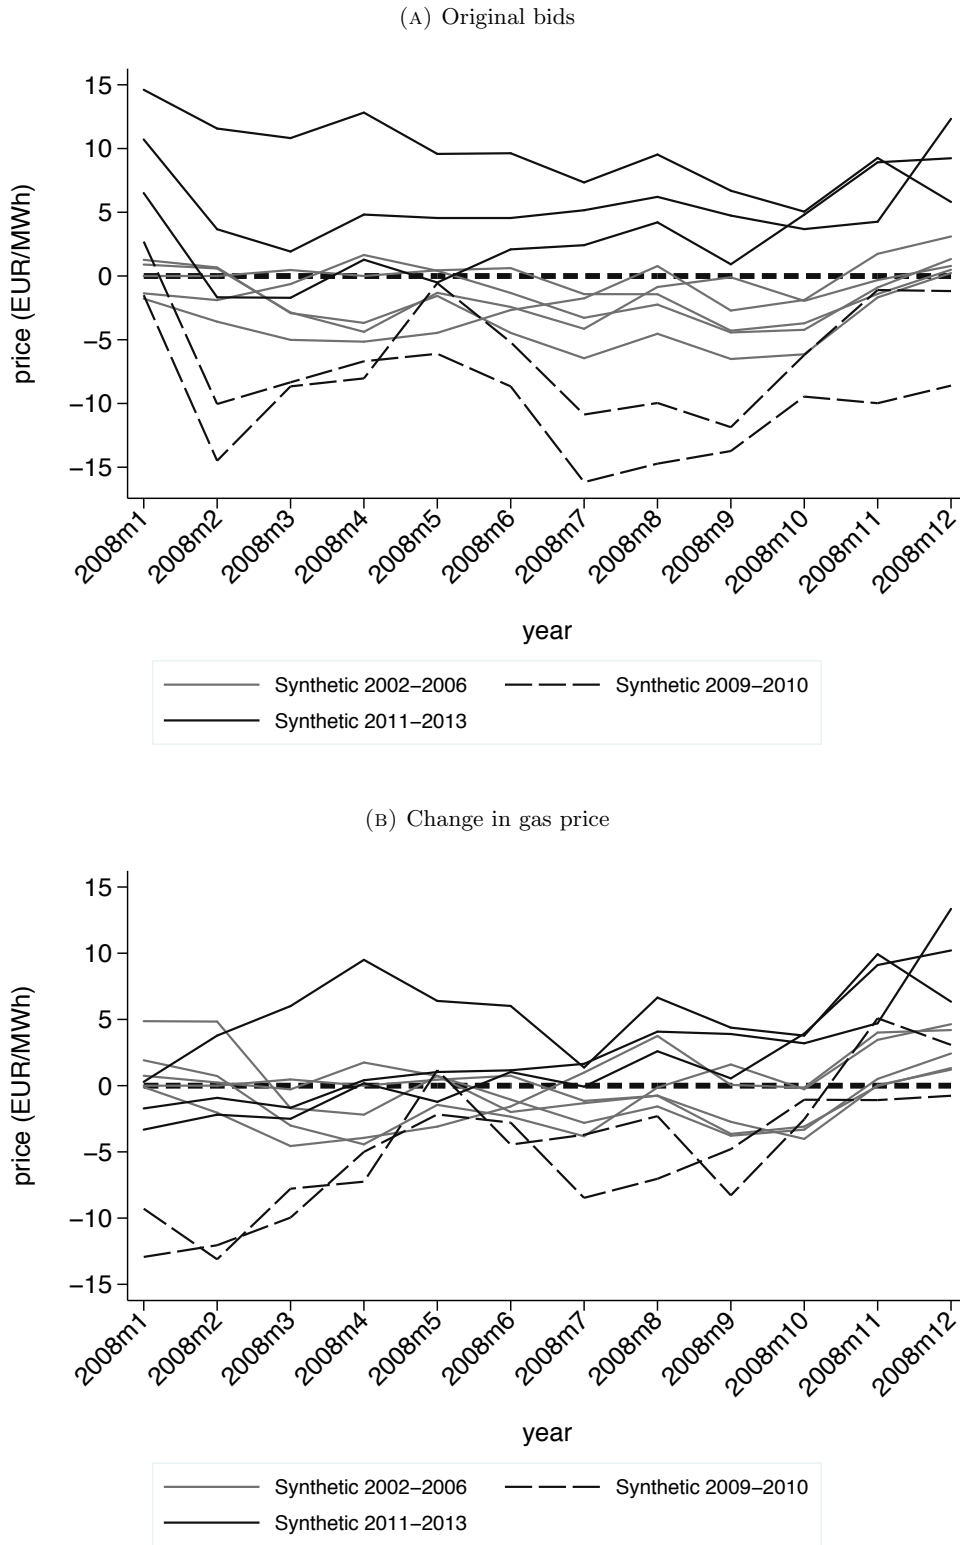 (A) Original bids
15
10
5
0
−5
−10
−15
price (EUR/MWh)
2008m1
2008m2
2008m3
2008m4
2008m5
2008m6
2008m7
2008m8
2008m9
2008m10
2008m11
2008m12
year
Synthetic 2002−2006
Synthetic 2009−2010
Synthetic 2011−2013
(B) Change in gas price
15
10
5
0
−5
−10
−15
price (EUR/MWh)
2008m1
2008m2
2008m3
2008m4
2008m5
2008m6
2008m7
2008m8
2008m9
2008m10
2008m11
2008m12
year
Synthetic 2002−2006
Synthetic 2009−2010
Synthetic 2011−2013